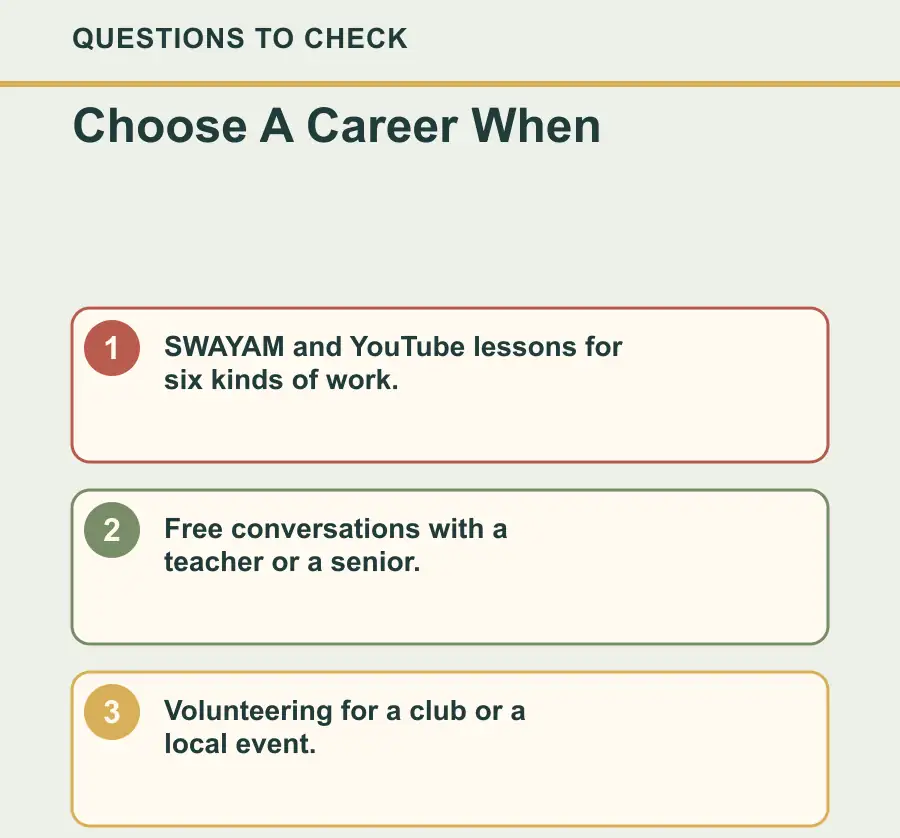 QUESTIONS TO CHECK
Choose A Career When
1
SWAYAM and YouTube lessons for
six kinds of work.
2
Free conversations with a
teacher or a senior.
3
Volunteering for a club or a
local event.